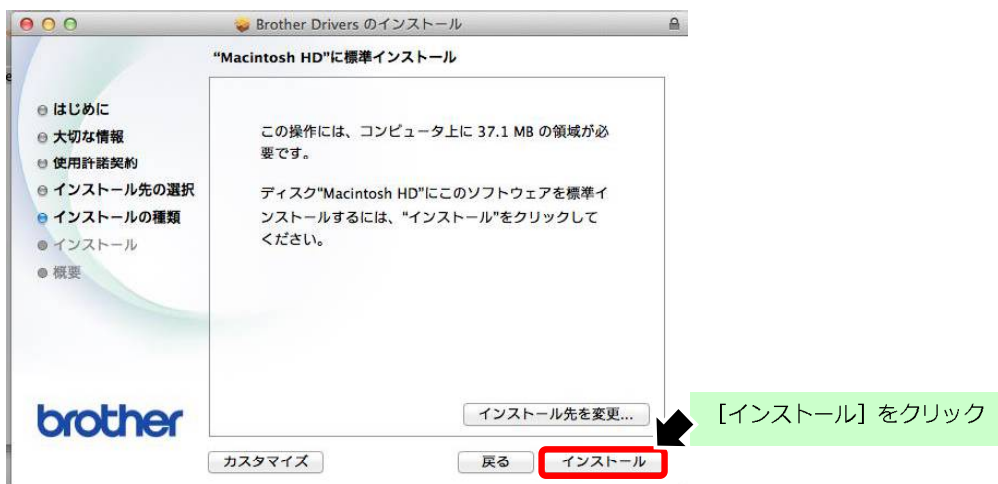 Brother Drivers のインストール
"Macintosh HD"に標準インストール
はじめに
大切な情報
使用許諾契約
インストール先の選択
インストールの種類
インストール
概要
この操作には、コンピュータ上に 37.1 MB の領域が必
要です。
ディスク"Macintosh HD"にこのソフトウェアを標準イ
ンストールするには、"インストール"をクリックして
ください。
インストール先を変更...
brother
カスタマイズ
戻る
インストール
［インストール］をクリック